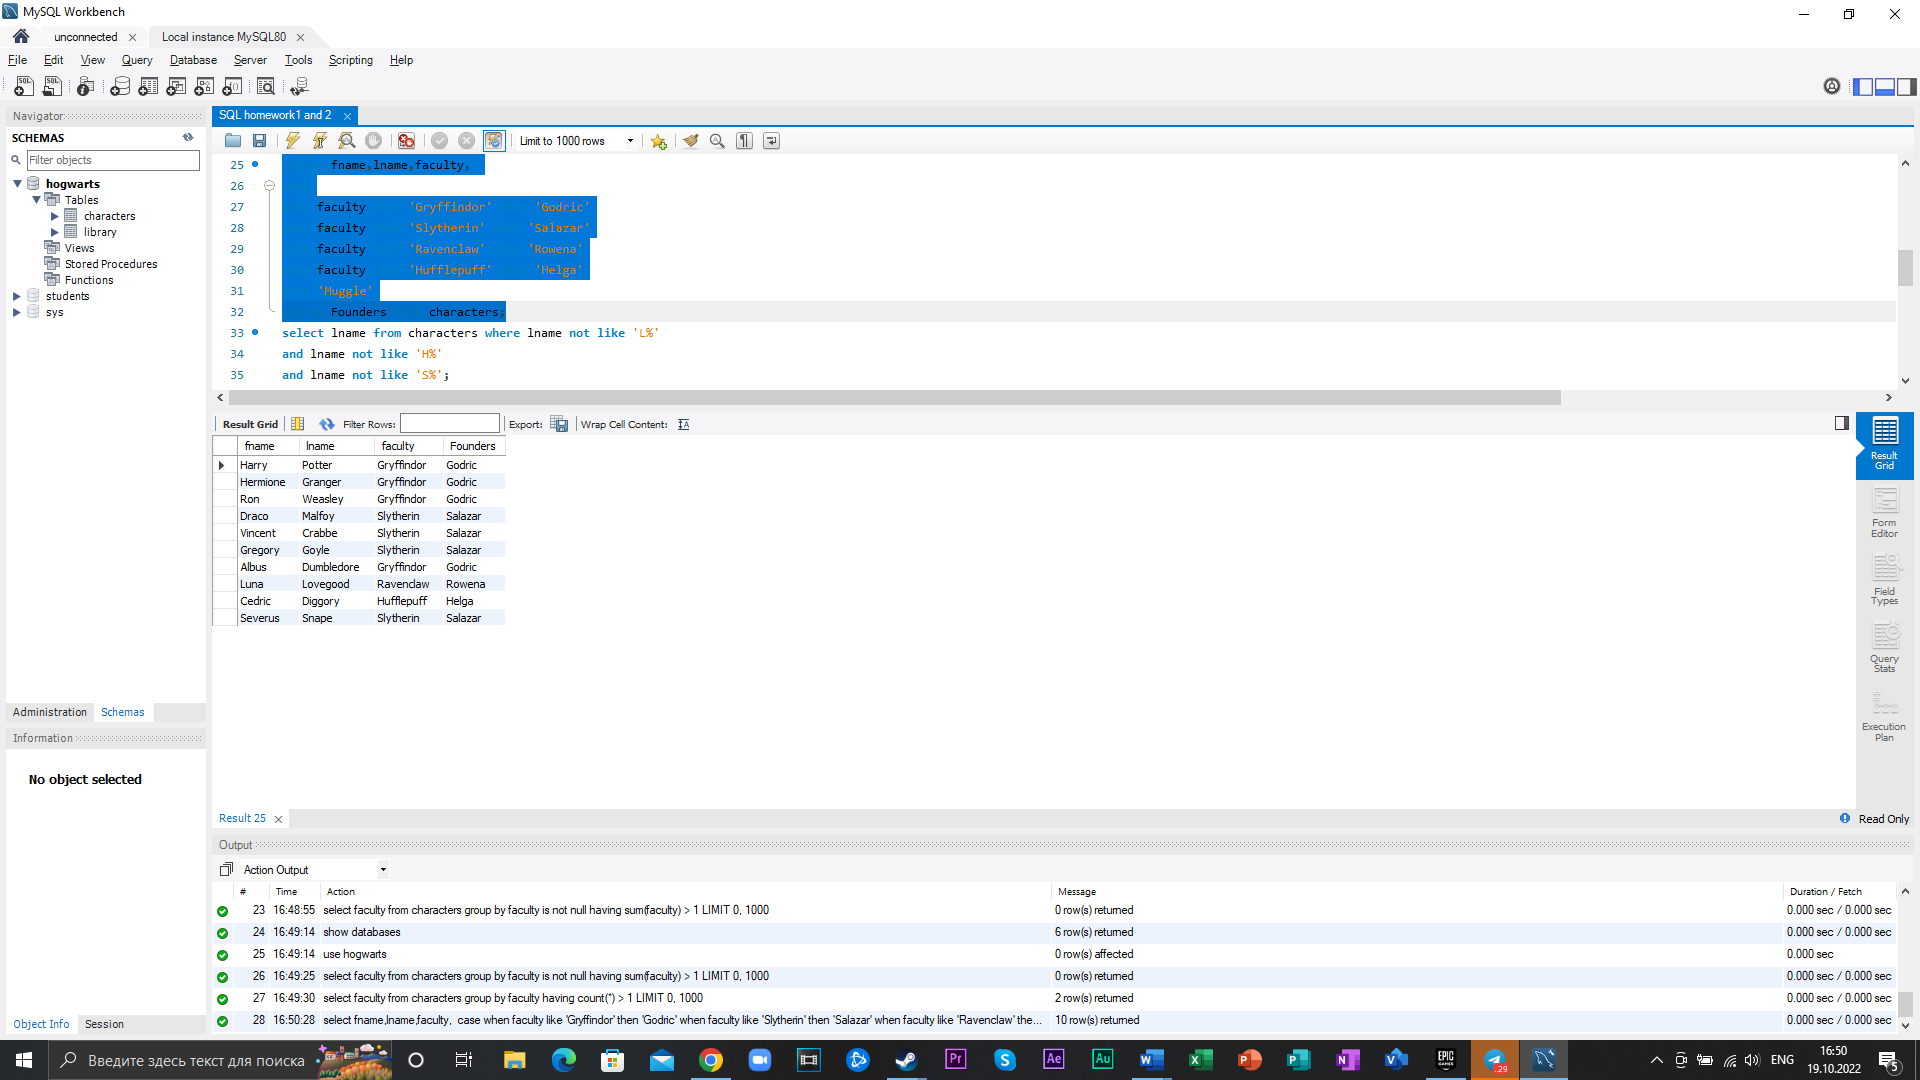 MySQL Workbench
unconnected
Local instance MySQL80
File Edit View Query Database Server Tools Scripting Help
Navigator
SQL homework1 and 2
SCHEMAS
Filter objects
hogwarts
Tables
characters
library
Views
Stored Procedures
Functions
students
sys
Limit to 1000 rows
25 fname,lname,faculty,
26
27 faculty 'Gryffindor' 'Godric'
28 faculty 'Slytherin' 'Salazar'
29 faculty 'Ravenclaw' 'Rowena'
30 faculty 'Hufflepuff' 'Helga'
31 'Muggle'
32 Founders characters;
33 select lname from characters where lname not like 'L%'
34 and lname not like 'H%'
35 and lname not like 'S%';
Result Grid Filter Rows: Export: Wrap Cell Content:
fname lname faculty Founders
Harry Potter Gryffindor Godric
Hermione Granger Gryffindor Godric
Ron Weasley Gryffindor Godric
Draco Malfoy Slytherin Salazar
Vincent Crabbe Slytherin Salazar
Gregory Goyle Slytherin Salazar
Albus Dumbledore Gryffindor Godric
Luna Lovegood Ravenclaw Rowena
Cedric Diggory Hufflepuff Helga
Severus Snape Slytherin Salazar
Result Grid
Form Editor
Field Types
Query Stats
Execution Plan
Administration Schemas
Information
No object selected
Object Info Session
Result 25
Read Only
Output
Action Output
# Time Action Message Duration / Fetch
23 16:48:55 select faculty from characters group by faculty is not null having sum(faculty) > 1 LIMIT 0, 1000 0 row(s) returned 0.000 sec / 0.000 sec
24 16:49:14 show databases 6 row(s) returned 0.000 sec / 0.000 sec
25 16:49:14 use hogwarts 0 row(s) affected 0.000 sec
26 16:49:25 select faculty from characters group by faculty is not null having sum(faculty) > 1 LIMIT 0, 1000 0 row(s) returned 0.000 sec / 0.000 sec
27 16:49:30 select faculty from characters group by faculty having count(*) > 1 LIMIT 0, 1000 2 row(s) returned 0.000 sec / 0.000 sec
28 16:50:28 select fname,lname,faculty, case when faculty like 'Gryffindor' then 'Godric' when faculty like 'Slytherin' then 'Salazar' when faculty like 'Ravenclaw' the... 10 row(s) returned 0.000 sec / 0.000 sec
Введите здесь текст для поиска
Pr
Ae
Au
EPIC GAMES
29
ENG
16:50
19.10.2022
5